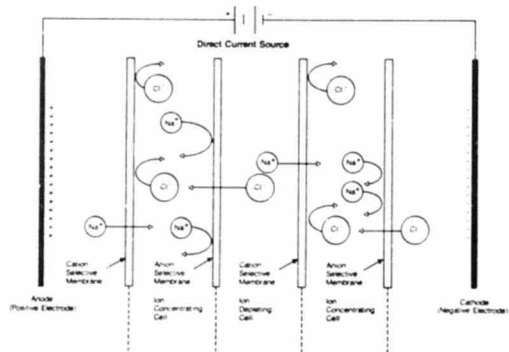 + −
Direct Current Source
Cl⁻ Cl⁻
Na⁺
Na⁺ Na⁺
Cl⁻ Cl⁻ Na⁺
Na⁺ Na⁺ Cl⁻ Cl⁻
Cation Selective Membrane
Anion Selective Membrane
Cation Selective Membrane
Anion Selective Membrane
Anode
(Positive Electrode)
Ion Concentrating Cell
Ion Depleting Cell
Ion Concentrating Cell
Cathode
(Negative Electrode)